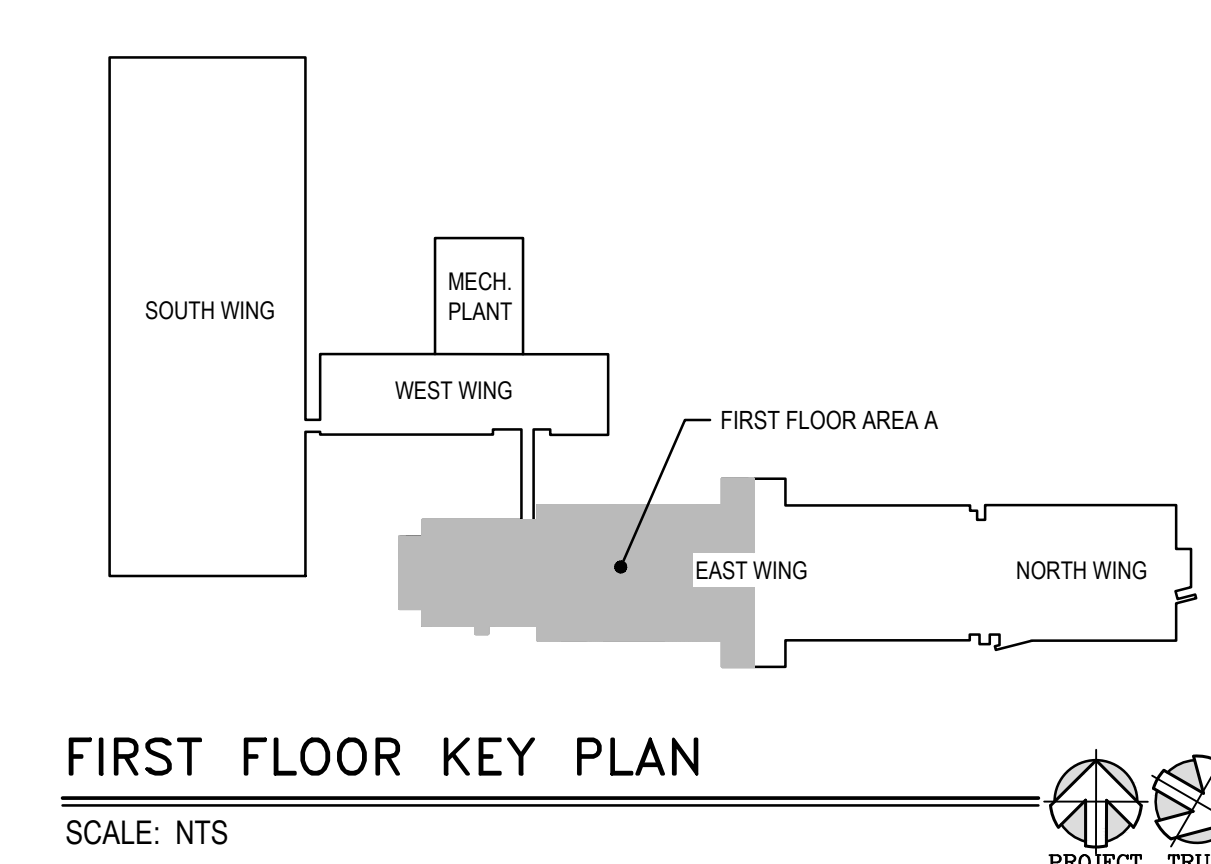 MECH.
PLANT
SOUTH WING
WEST WING
FIRST FLOOR AREA A
EAST WING
NORTH WING
FIRST FLOOR KEY PLAN
SCALE: NTS
PROJECT